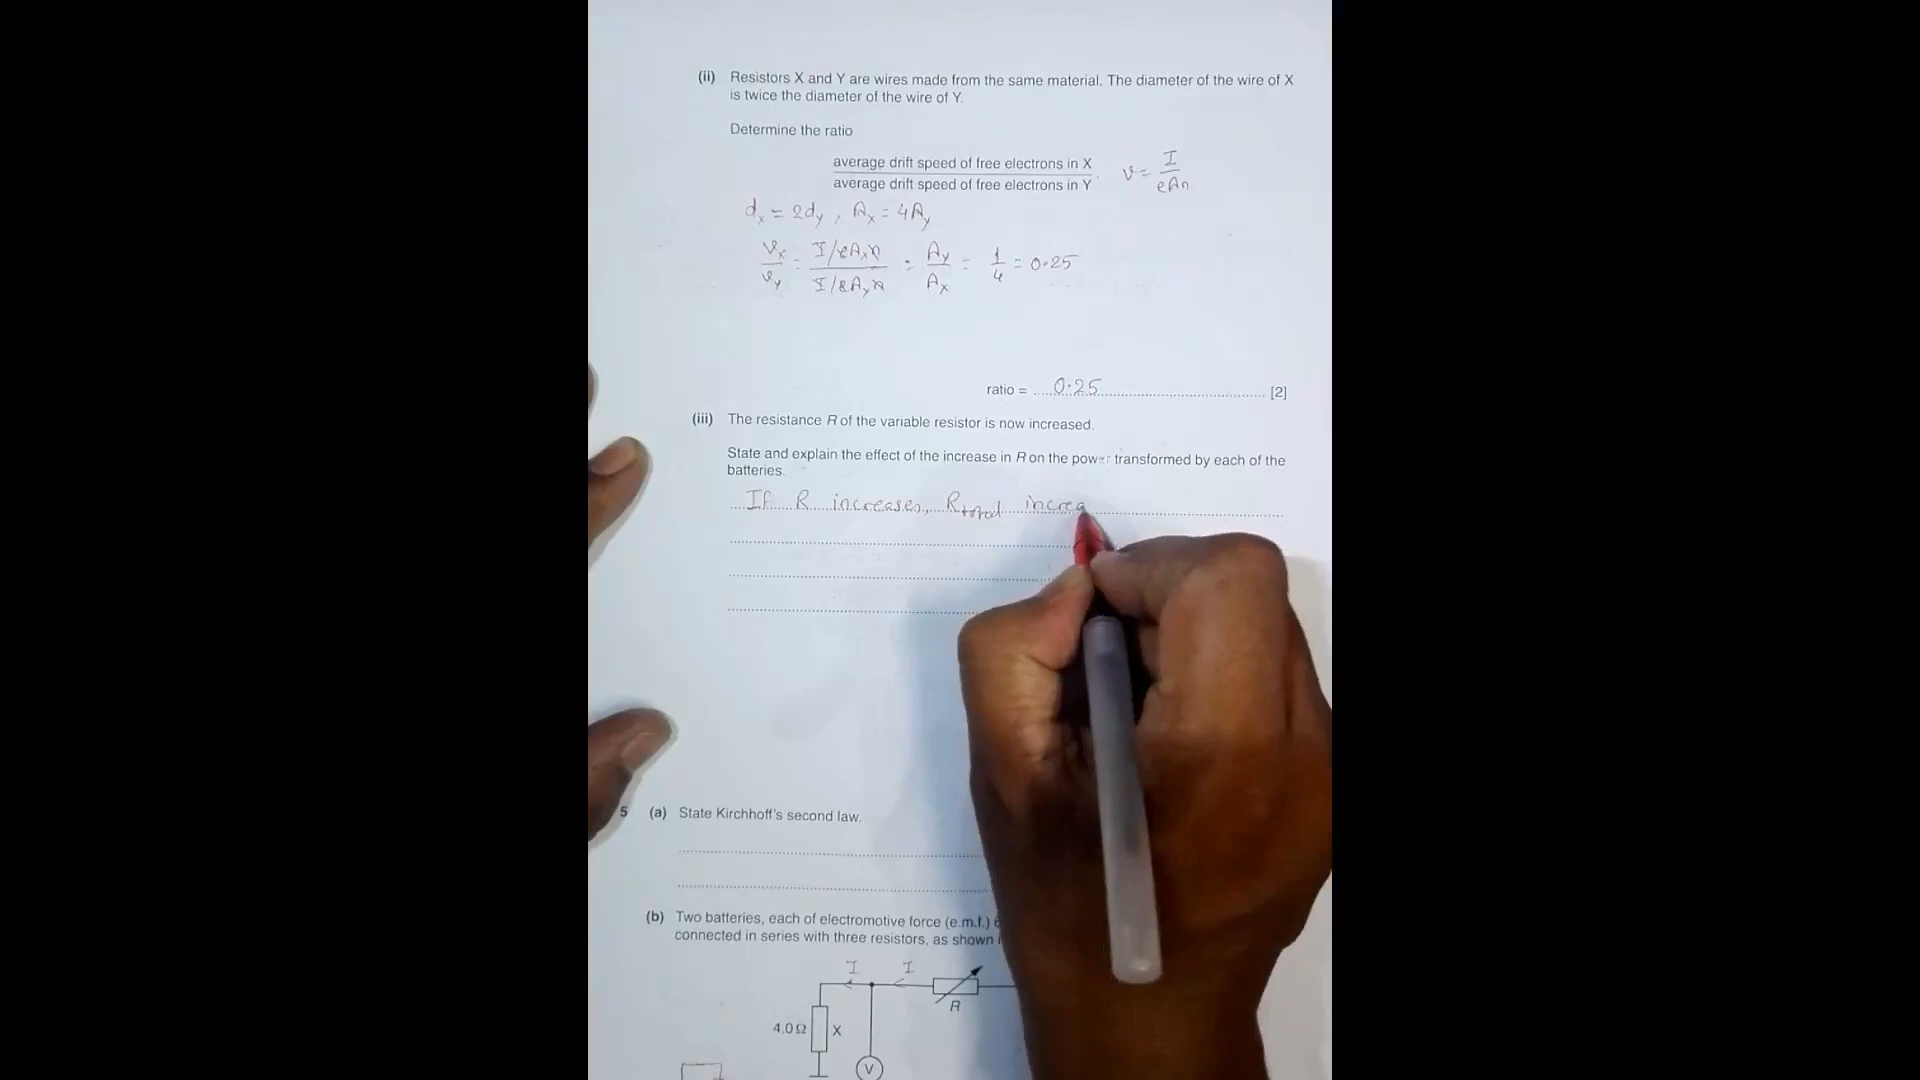 (ii) Resistors X and Y are wires made from the same material. The diameter of the wire of X
is twice the diameter of the wire of Y.
Determine the ratio
average drift speed of free electrons in X
average drift speed of free electrons in Y
v = I / eAn
dx = 2dy , Ax = 4Ay
vx / vy = I/eAxn / I/eAyn = Ay / Ax = 1/4 = 0.25
ratio = 0.25 [2]
(iii) The resistance R of the variable resistor is now increased.
State and explain the effect of the increase in R on the power transformed by each of the
batteries.
If R increases, Rtotal increa
5 (a) State Kirchhoff's second law.
(b) Two batteries, each of electromotive force (e.m.f.)
connected in series with three resistors, as shown
I I
R
4.0 Ω X
V